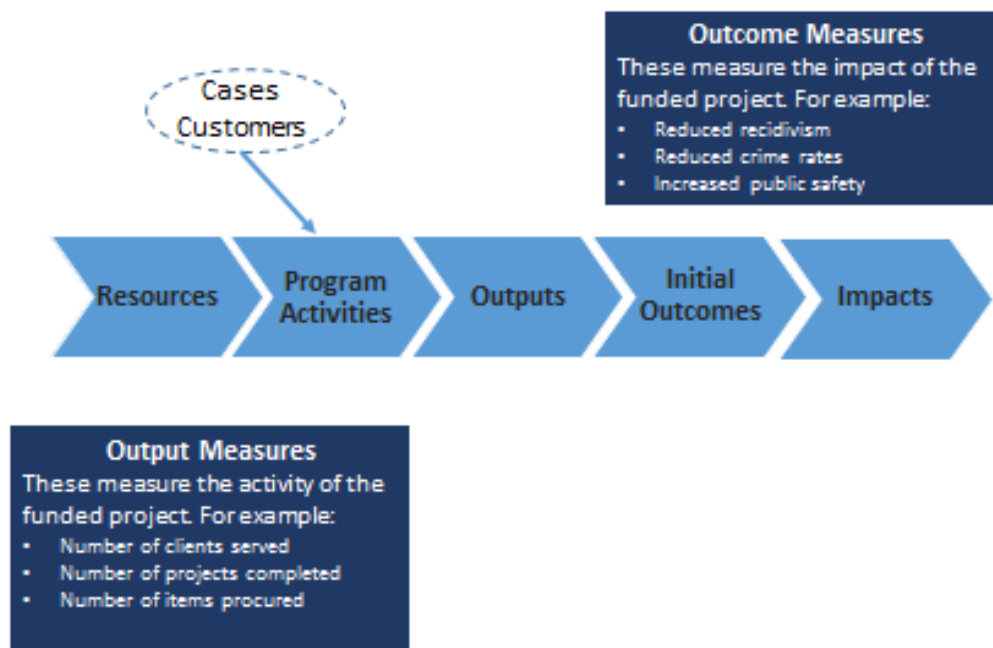 Outcome Measures
These measure the impact of the
funded project. For example:
▪ Reduced recidivism
▪ Reduced crime rates
▪ Increased public safety
Cases
Customers
Resources
Program
Activities
Outputs
Initial
Outcomes
Impacts
Output Measures
These measure the activity of the
funded project. For example:
▪ Number of clients served
▪ Number of projects completed
▪ Number of items procured